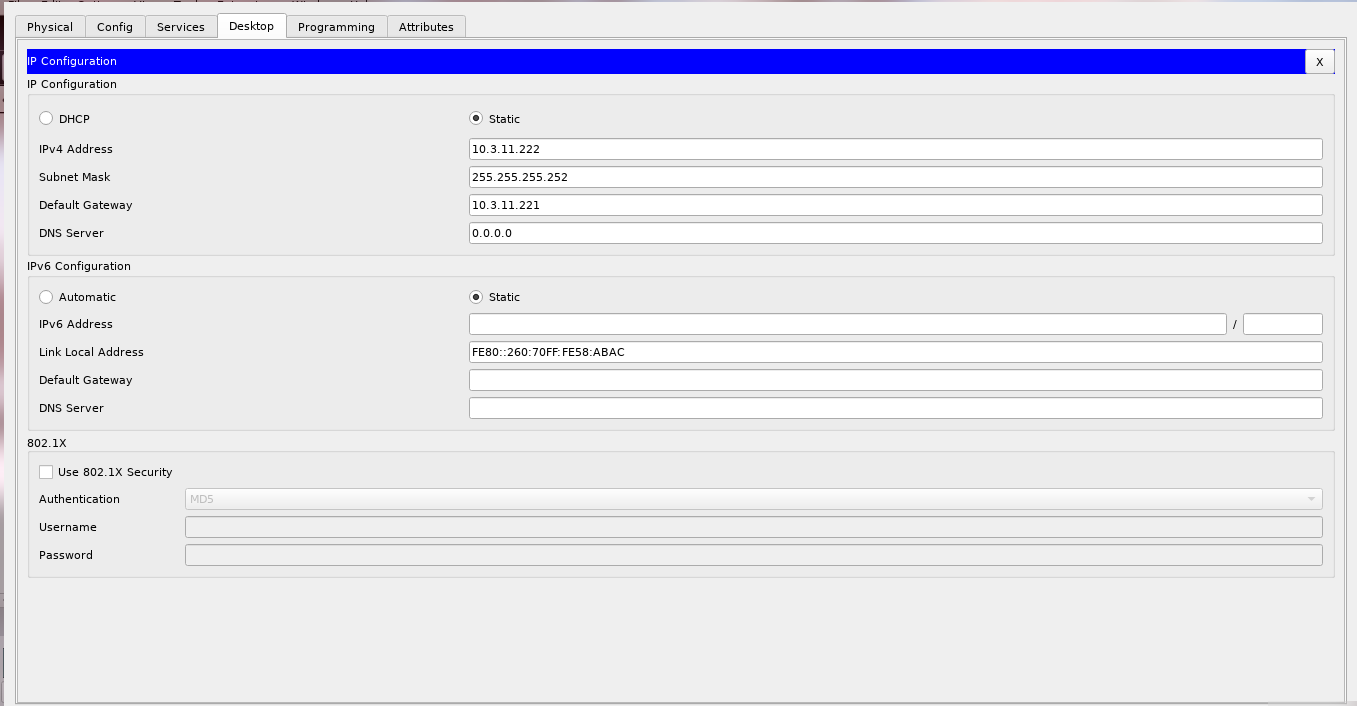 Physical Config Services Desktop Programming Attributes
IP Configuration X
IP Configuration
DHCP Static
IPv4 Address 10.3.11.222
Subnet Mask 255.255.255.252
Default Gateway 10.3.11.221
DNS Server 0.0.0.0
IPv6 Configuration
Automatic Static
IPv6 Address /
Link Local Address FE80::260:70FF:FE58:ABAC
Default Gateway
DNS Server
802.1X
Use 802.1X Security
Authentication MD5
Username
Password